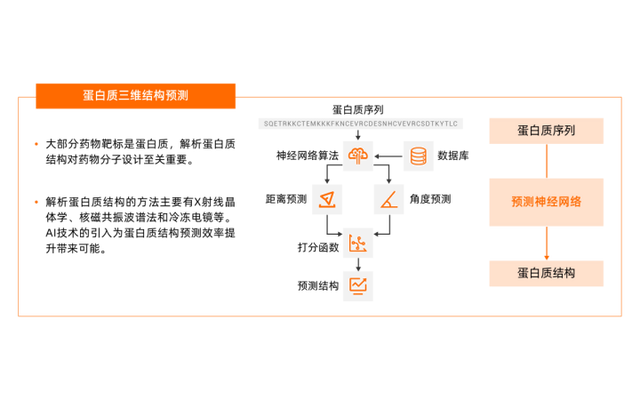 蛋白质三维结构预测
大部分药物靶标是蛋白质，解析蛋白质
结构对药物分子设计至关重要。
解析蛋白质结构的方法主要有X射线晶
体学、核磁共振波谱法和冷冻电镜等。
AI技术的引入为蛋白质结构预测效率提
升带来可能。
蛋白质序列
SQETRKKCTEMKKKFKNCEVRCDESNHCVEVRCSDTKYTLC
神经网络算法
数据库
距离预测
角度预测
打分函数
预测结构
蛋白质序列
预测神经网络
蛋白质结构